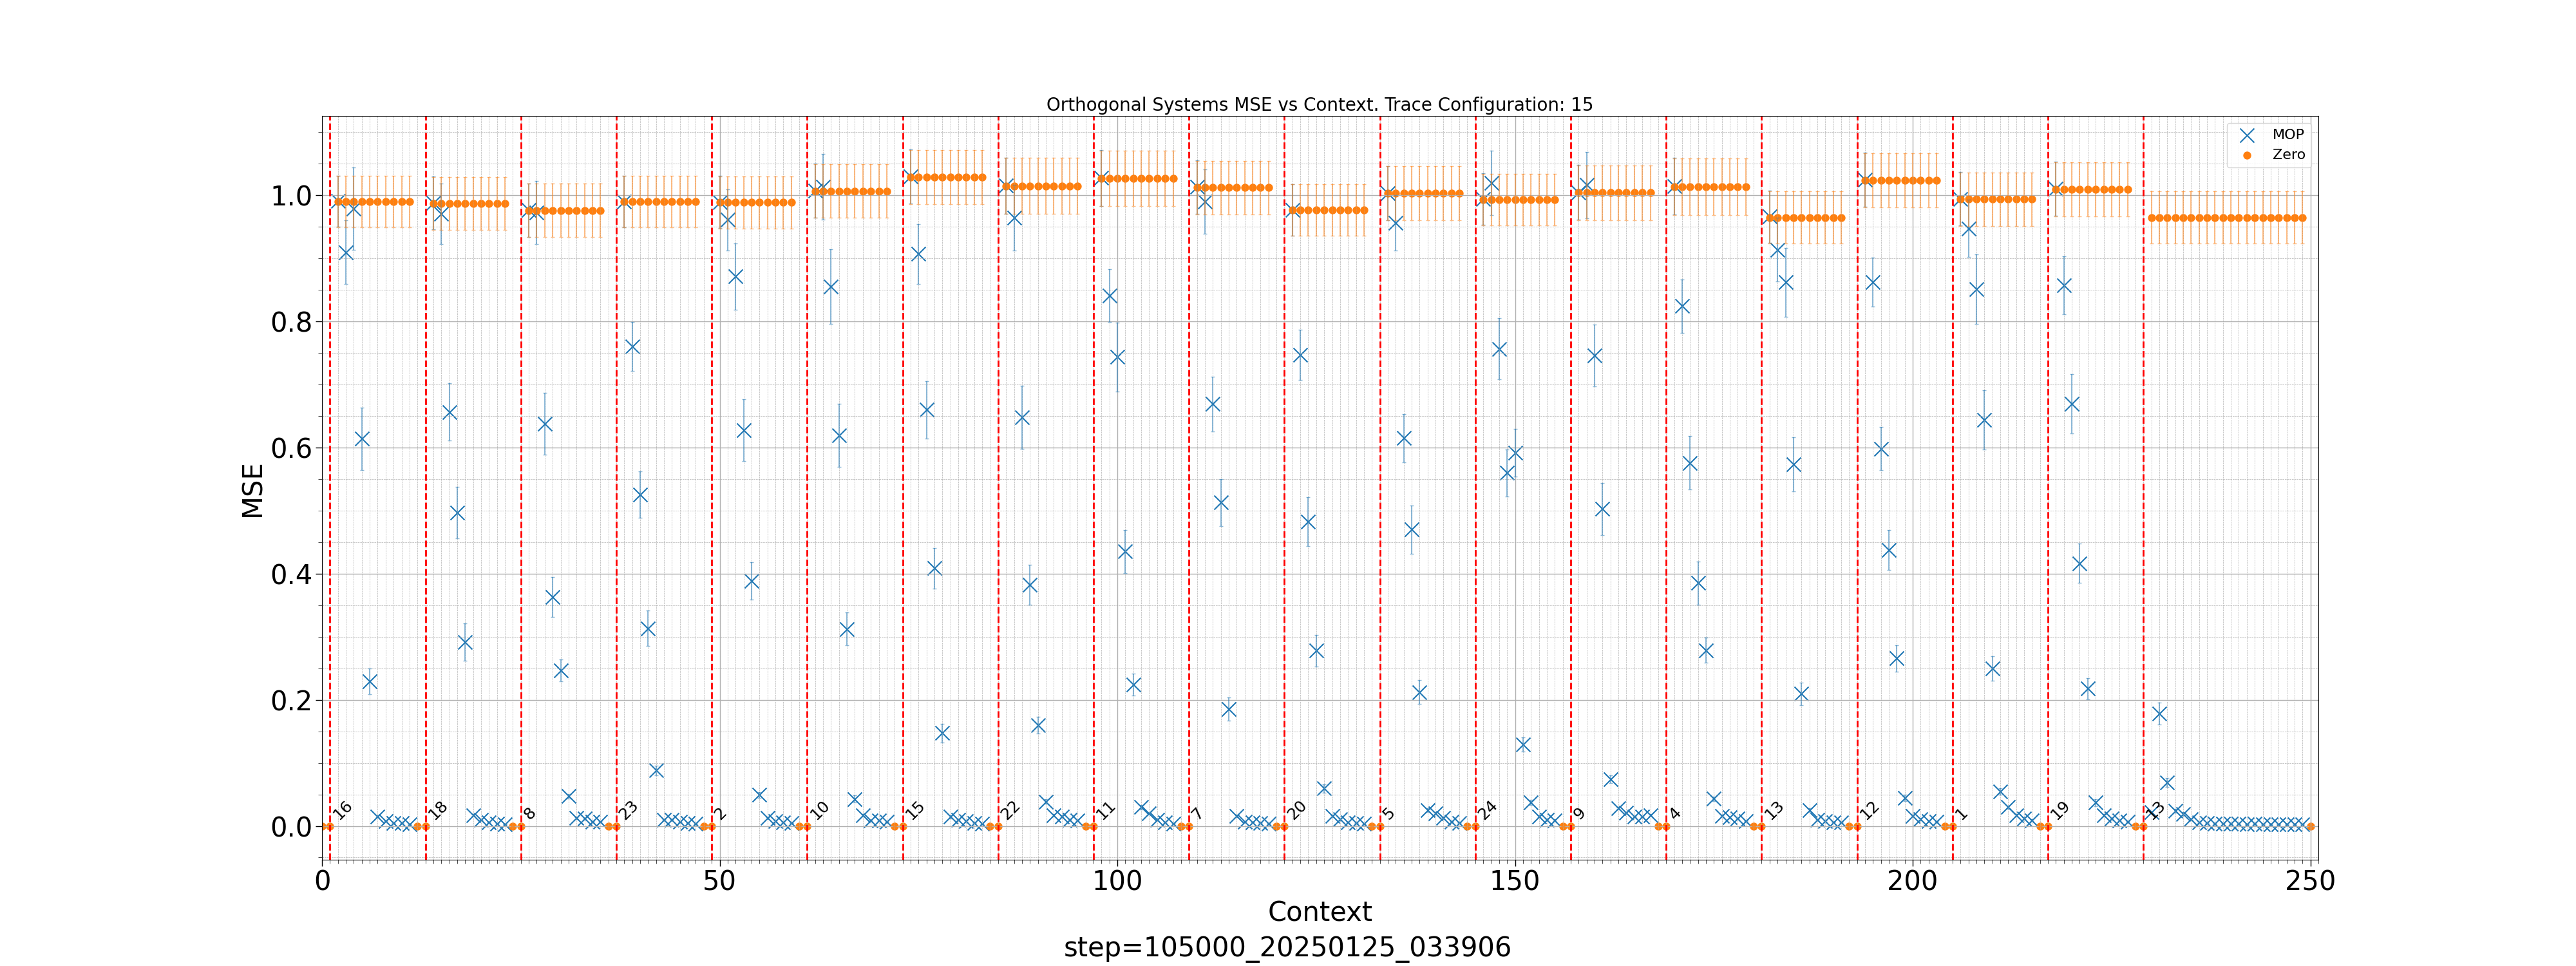 Orthogonal Systems MSE vs Context. Trace Configuration: 15
MOP
Zero
MSE
1.0
0.8
0.6
0.4
0.2
0.0
16 18 8 23 2 10 15 22 11 7 20 5 24 9 4 13 12 1 19 13
0 50 100 150 200 250
Context
step=105000_20250125_033906